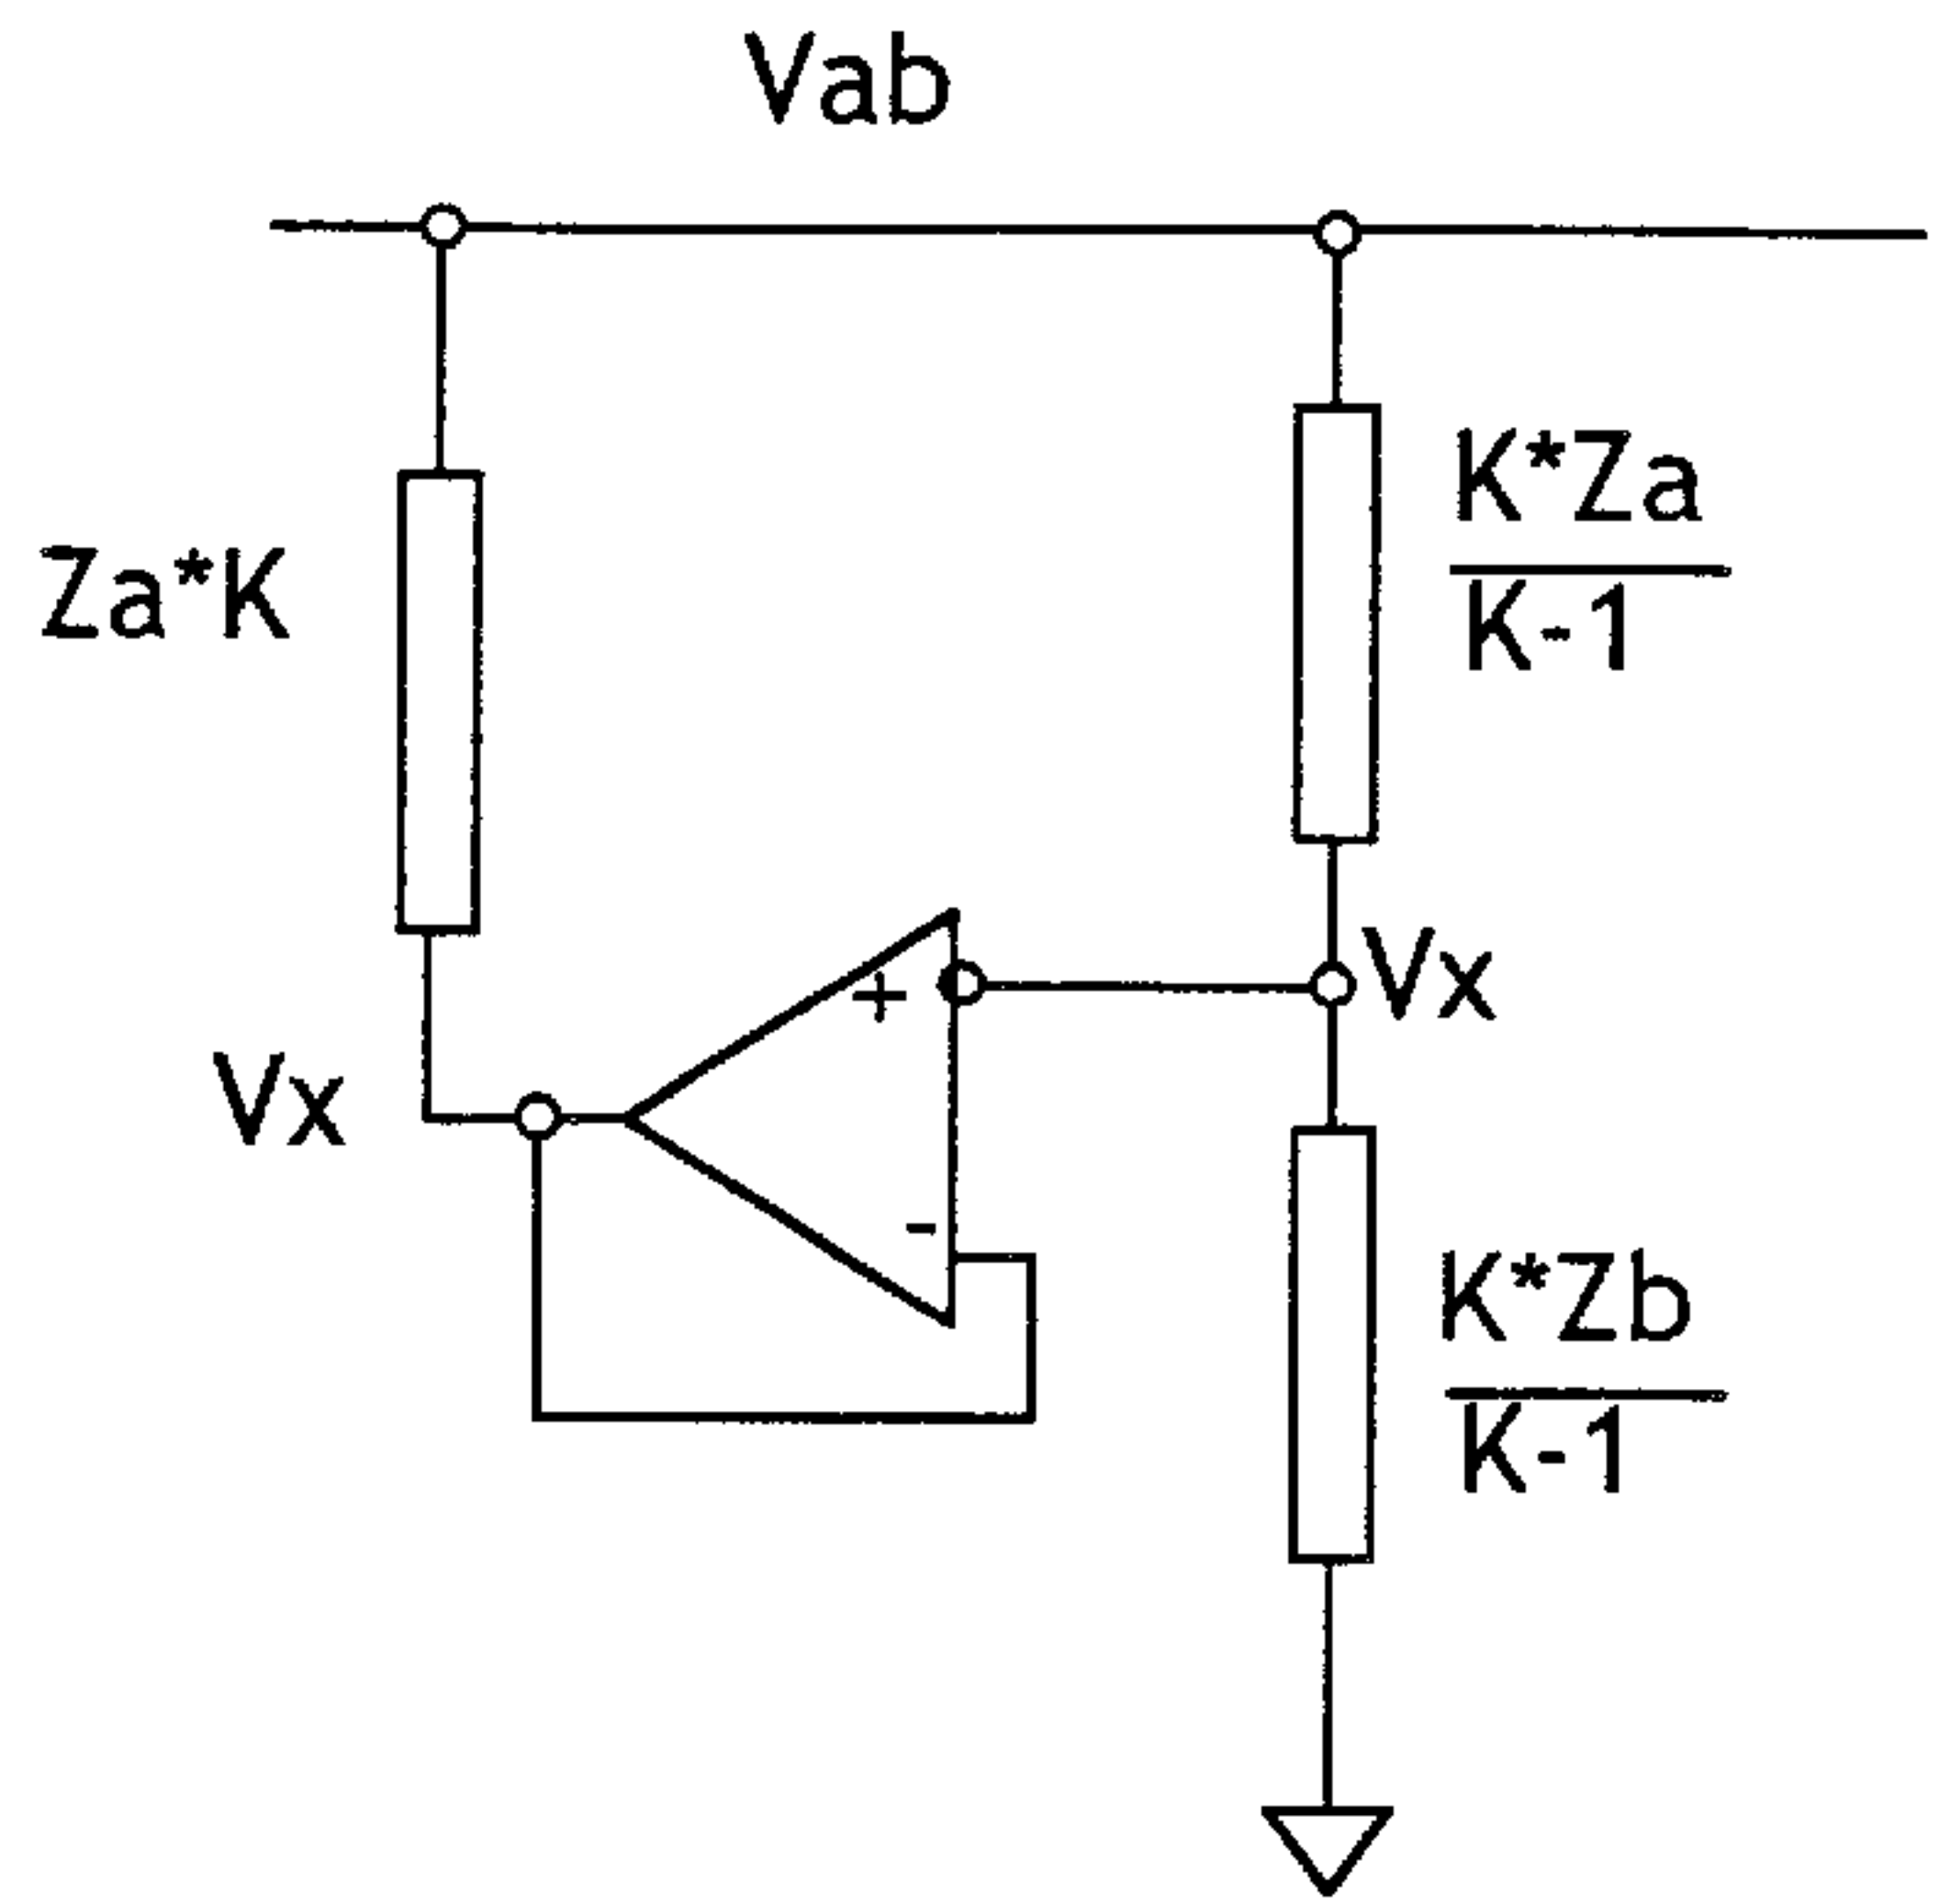 Vab
K*Za
K-1
Za*K
+
Vx
Vx
-
K*Zb
K-1